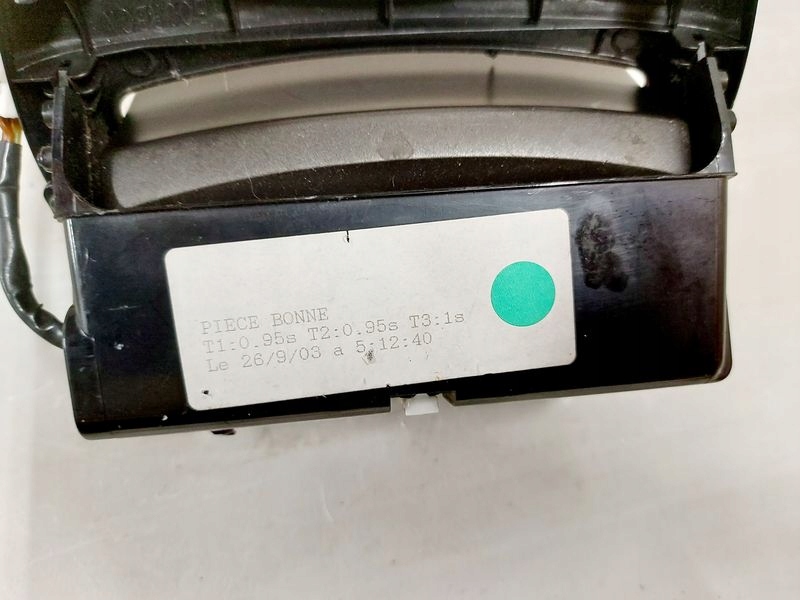 PIECE BONNE
T1:0.95s T2:0.95s T3:1s
Le 26/9/03 a 5:12:40